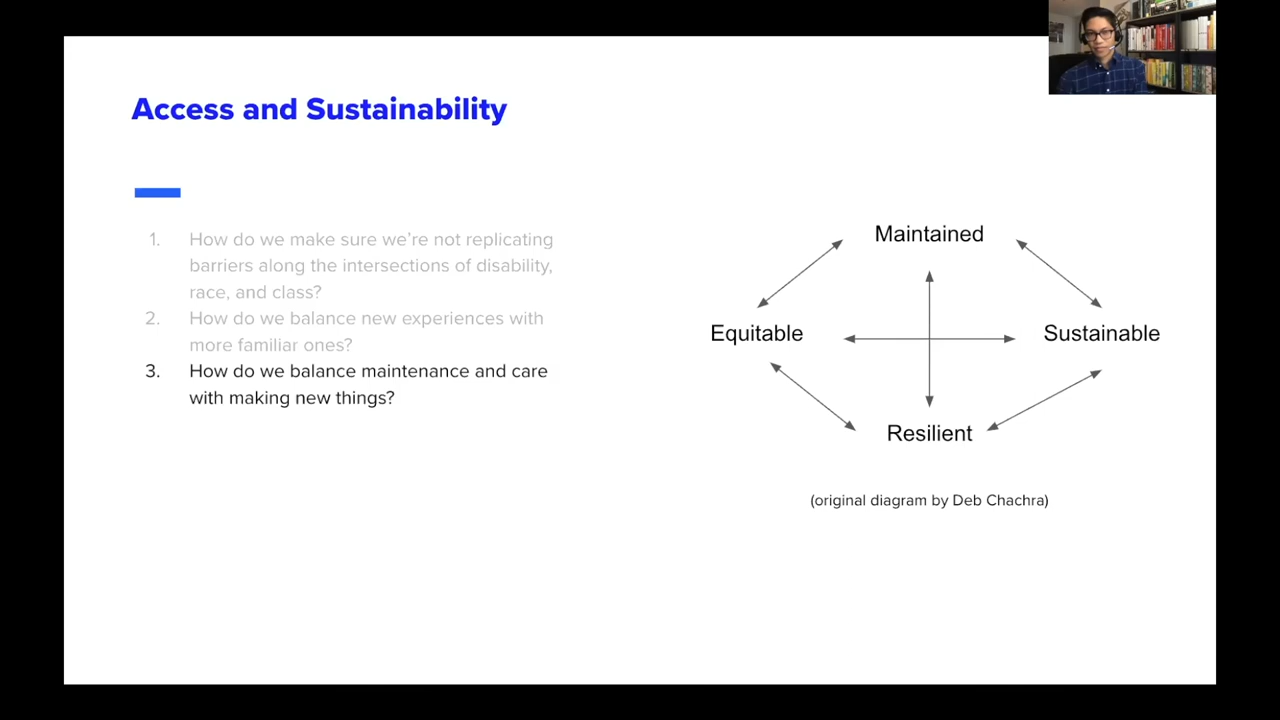 Access and Sustainability
1. How do we make sure we're not replicating
barriers along the intersections of disability,
race, and class?
2. How do we balance new experiences with
more familiar ones?
3. How do we balance maintenance and care
with making new things?
Maintained
Equitable
Sustainable
Resilient
(original diagram by Deb Chachra)